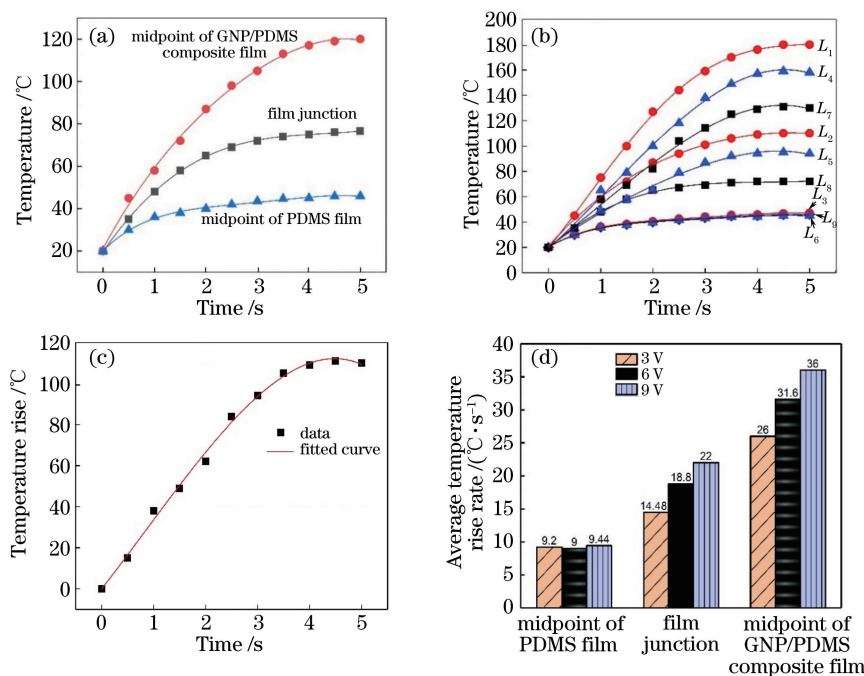 (a)
midpoint of GNP/PDMS
composite film
film junction
midpoint of PDMS film
Temperature /℃
120
100
80
60
40
20
0 1 2 3 4 5
Time /s
(b)
Temperature /℃
200
180
160
140
120
100
80
60
40
20
0
L1
L4
L7
L2
L5
L8
L3
L9
L6
0 1 2 3 4 5
Time /s
(c)
Temperature rise /℃
120
100
80
60
40
20
0
data
fitted curve
0 1 2 3 4 5
Time /s
(d)
Average temperature
rise rate /(℃·s⁻¹)
40
35
30
25
20
15
10
5
0
3 V
6 V
9 V
9.2 9 9.44
14.48 18.8 22
26 31.6 36
midpoint of
PDMS film
film
junction
midpoint of
GNP/PDMS
composite film